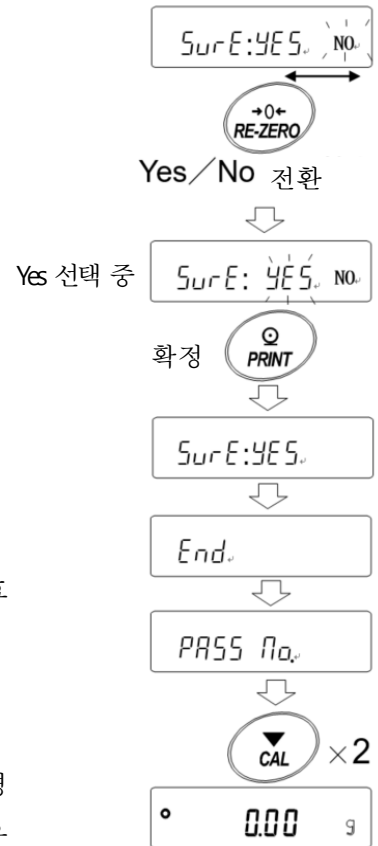 SurE:YES↵ NO↵
→0←
RE-ZERO
Yes/No 전환
Yes 선택 중 SurE: YES↵ NO↵
확정 PRINT
SurE:YES↵
End↵
PASS No.↵
CAL ×2
0.00 g